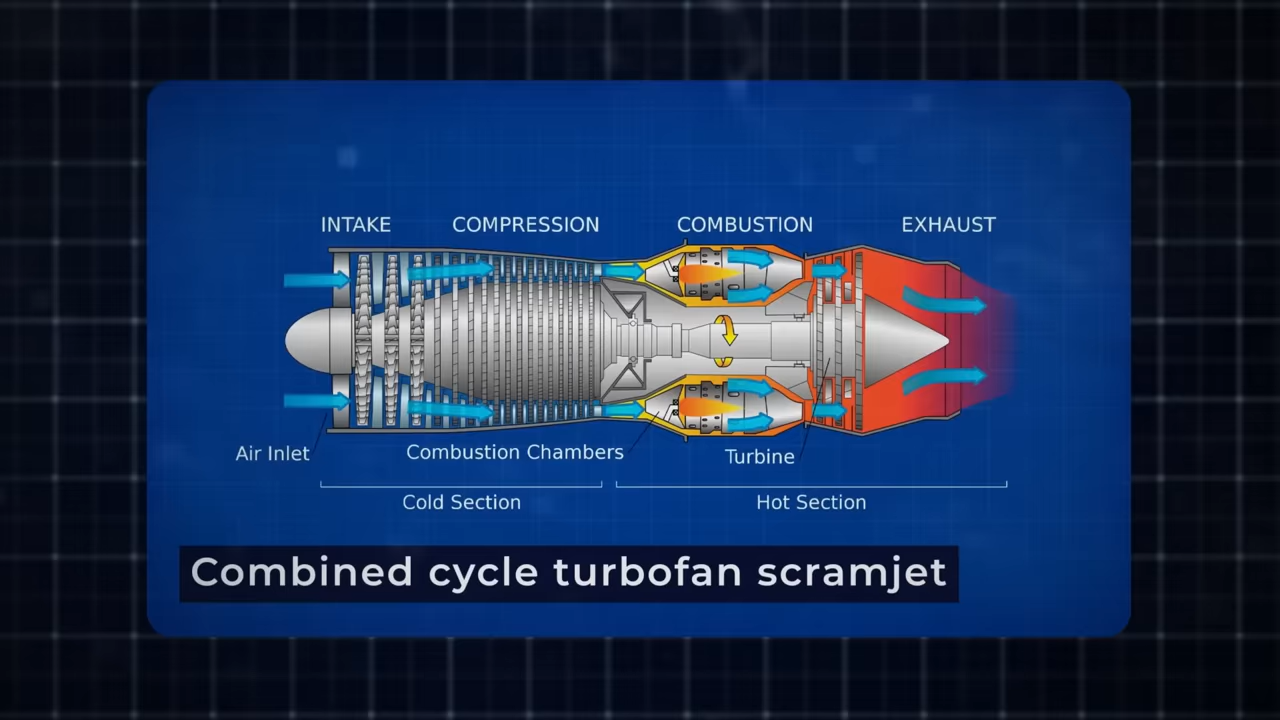 INTAKE COMPRESSION COMBUSTION EXHAUST
Air Inlet Combustion Chambers Turbine
Cold Section Hot Section
Combined cycle turbofan scramjet